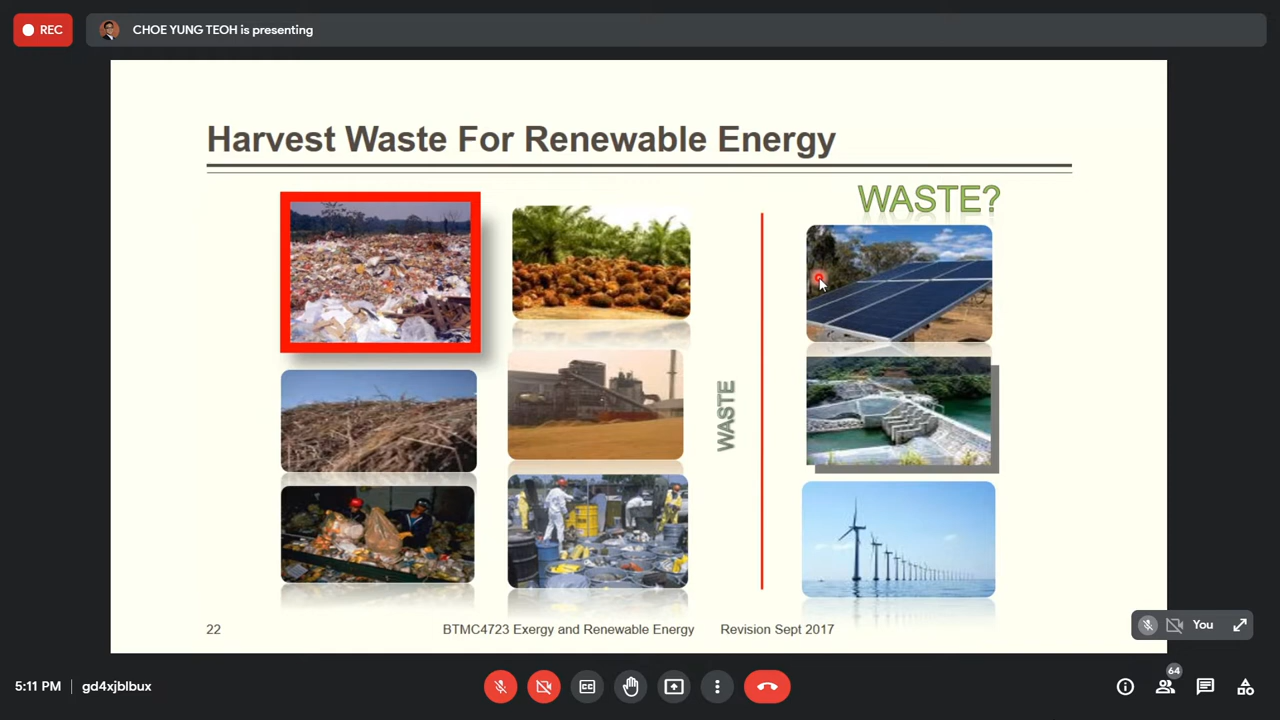 REC
CHOE YUNG TEOH is presenting
Harvest Waste For Renewable Energy
WASTE?
WASTE
22
BTMC4723 Exergy and Renewable Energy
Revision Sept 2017
You
5:11 PM
gd4xjblbux
64